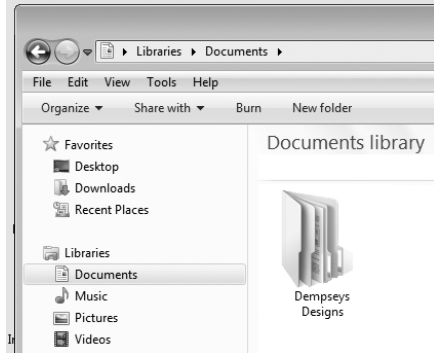 Libraries Documents
File Edit View Tools Help
Organize Share with Burn New folder
Favorites
Desktop
Downloads
Recent Places
Libraries
Documents
Music
Pictures
Videos
Documents library
Dempseys
Designs